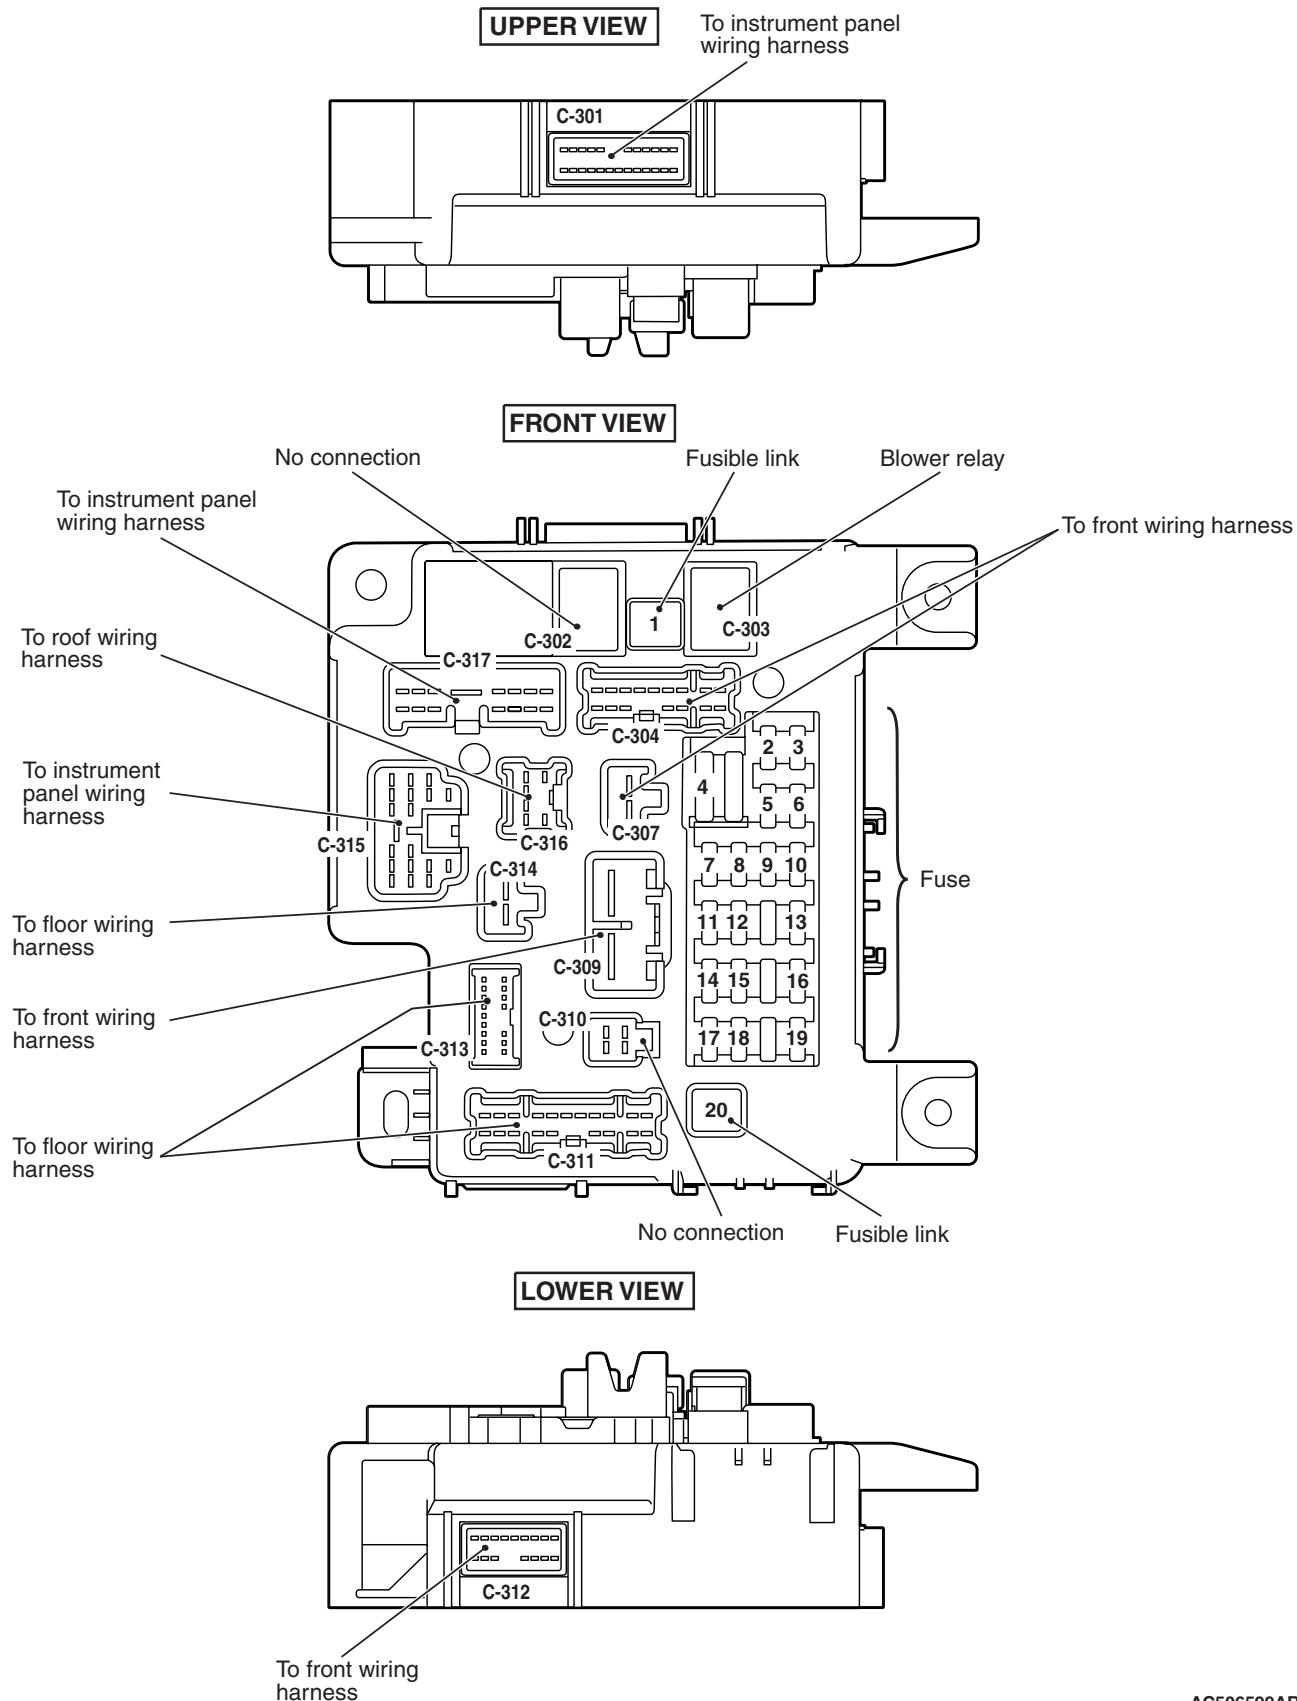 UPPER VIEW
To instrument panel
wiring harness
C-301
FRONT VIEW
No connection
Fusible link
Blower relay
To instrument panel
wiring harness
To front wiring harness
1
C-302
C-303
To roof wiring
harness
C-317
C-304
2 3
To instrument
panel wiring
harness
4
5 6
C-315
C-316
C-307
C-314
7 8 9 10
Fuse
To floor wiring
harness
11 12 13
C-309
14 15 16
To front wiring
harness
C-310
C-313
17 18 19
20
To floor wiring
harness
C-311
No connection
Fusible link
LOWER VIEW
C-312
To front wiring
harness